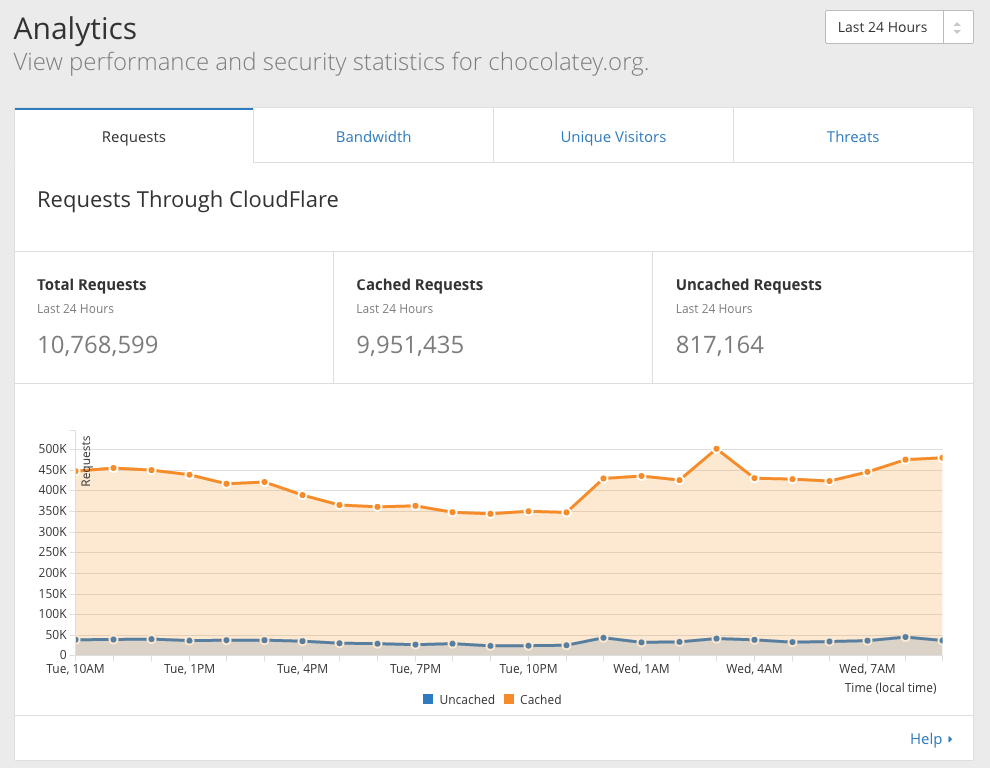 Analytics
Last 24 Hours
View performance and security statistics for chocolatey.org.
Requests
Bandwidth
Unique Visitors
Threats
Requests Through CloudFlare
Total Requests
Last 24 Hours
10,768,599
Cached Requests
Last 24 Hours
9,951,435
Uncached Requests
Last 24 Hours
817,164
Requests
500K
450K
400K
350K
300K
250K
200K
150K
100K
50K
0
Tue, 10AM
Tue, 1PM
Tue, 4PM
Tue, 7PM
Tue, 10PM
Wed, 1AM
Wed, 4AM
Wed, 7AM
Time (local time)
Uncached
Cached
Help